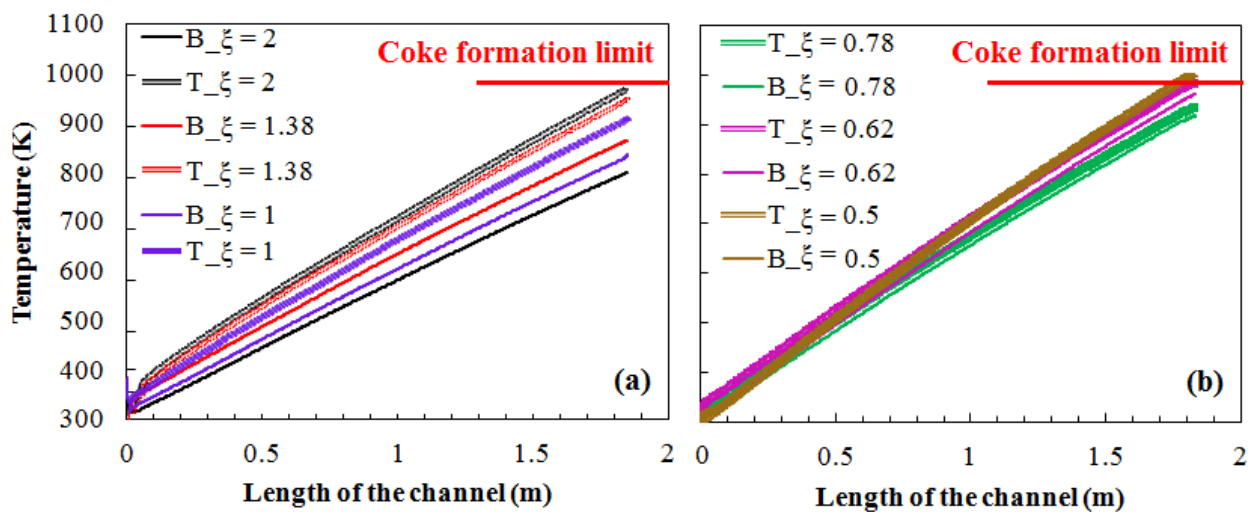 1100
1000
900
800
700
600
500
400
300
Temperature (K)
B_ξ = 2
T_ξ = 2
B_ξ = 1.38
T_ξ = 1.38
B_ξ = 1
T_ξ = 1
Coke formation limit
(a)
0
0.5
1
1.5
2
Length of the channel (m)
T_ξ = 0.78
B_ξ = 0.78
T_ξ = 0.62
B_ξ = 0.62
T_ξ = 0.5
B_ξ = 0.5
Coke formation limit
(b)
0
0.5
1
1.5
2
Length of the channel (m)